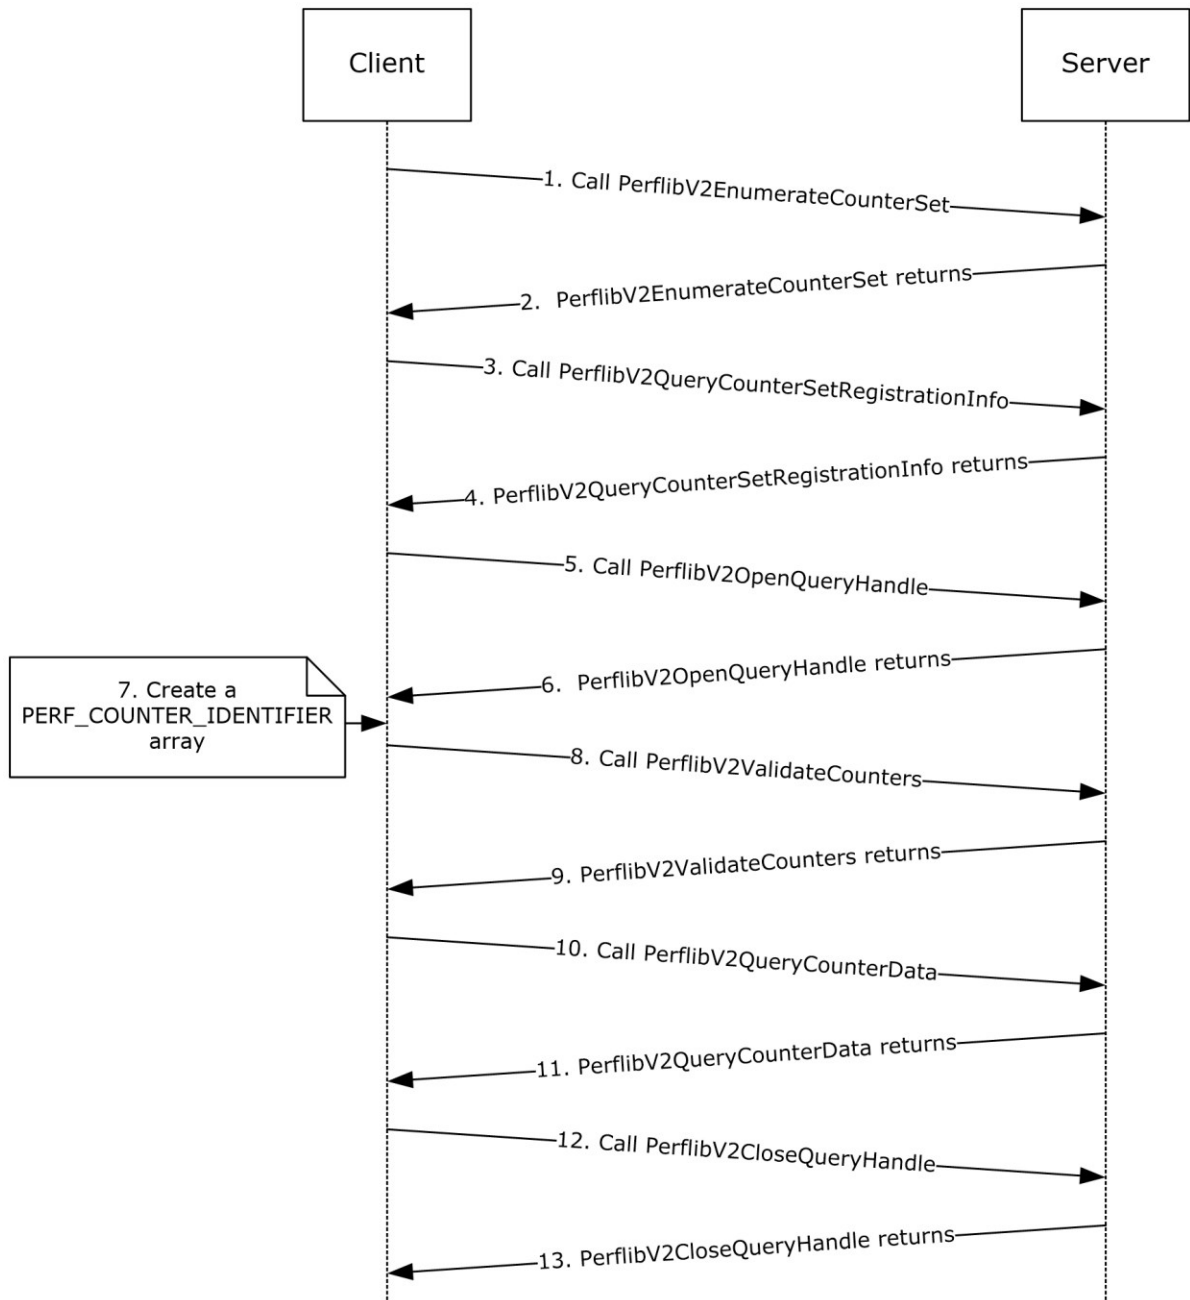 Client
Server
1. Call PerflibV2EnumerateCounterSet
2. PerflibV2EnumerateCounterSet returns
3. Call PerflibV2QueryCounterSetRegistrationInfo
4. PerflibV2QueryCounterSetRegistrationInfo returns
5. Call PerflibV2OpenQueryHandle
6. PerflibV2OpenQueryHandle returns
7. Create a
PERF_COUNTER_IDENTIFIER
array
8. Call PerflibV2ValidateCounters
9. PerflibV2ValidateCounters returns
10. Call PerflibV2QueryCounterData
11. PerflibV2QueryCounterData returns
12. Call PerflibV2CloseQueryHandle
13. PerflibV2CloseQueryHandle returns